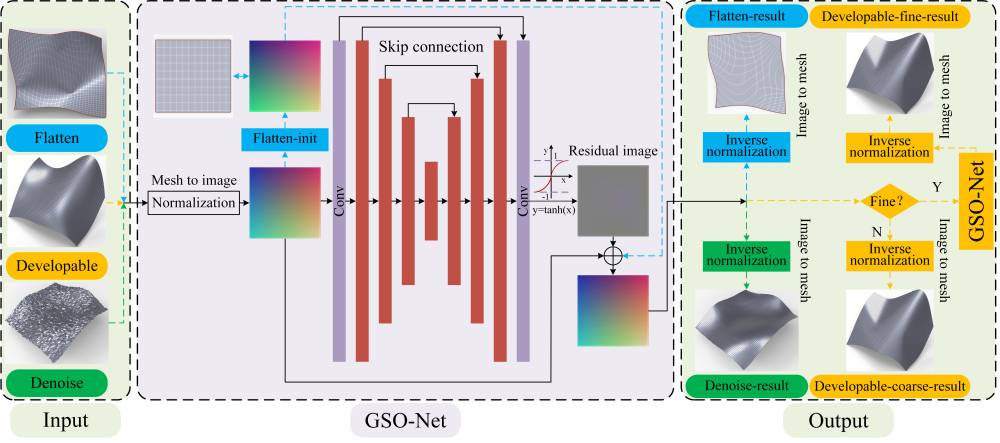 Flatten
Developable
Denoise
Input
Mesh to image
Normalization
Flatten-init
Conv
Skip connection
Conv
y
1
x
-1
y=tanh(x)
Residual image
GSO-Net
Flatten-result
Developable-fine-result
Image to mesh
Image to mesh
Inverse
normalization
Inverse
normalization
Fine?
Y
N
GSO-Net
Inverse
normalization
Inverse
normalization
Image to mesh
Image to mesh
Denoise-result
Developable-coarse-result
Output